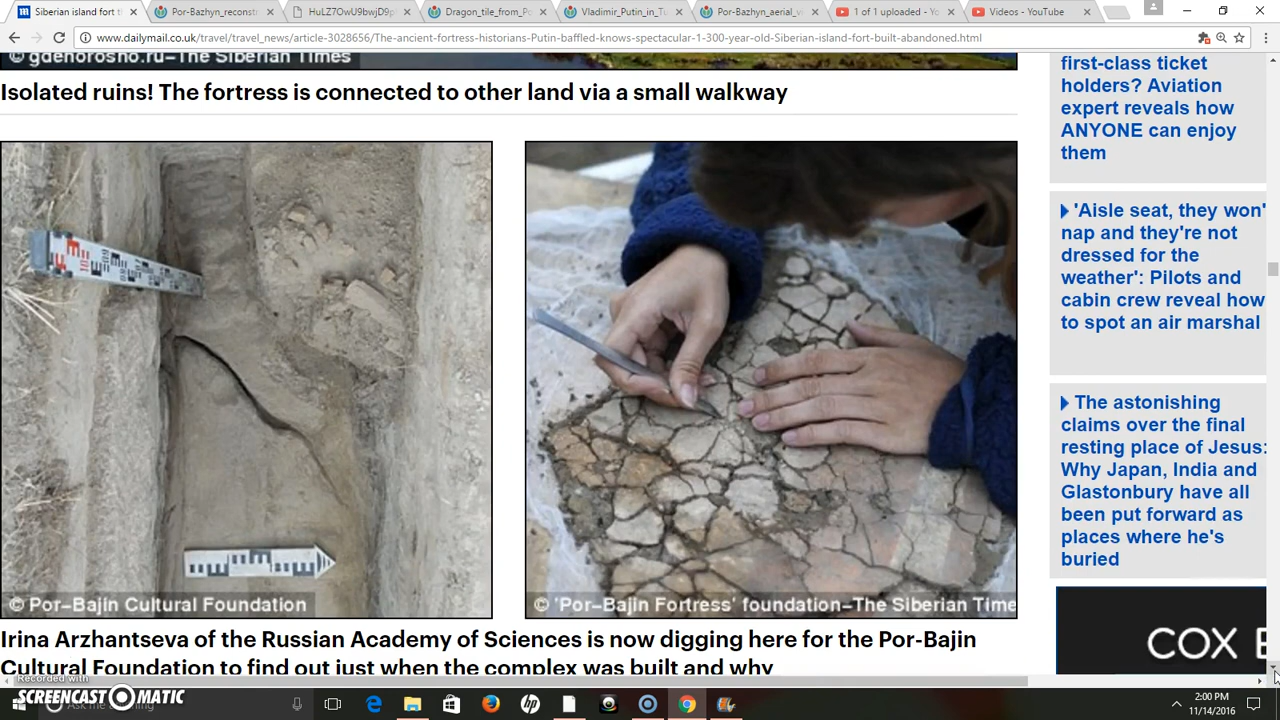 Siberian island fort t
Por-Bazhyn_reconstr
HuLZ7OwU9bwjD9p
Dragon_tile_from_Po
Vladimir_Putin_in_Tu
Por-Bazhyn_aerial_vi
1 of 1 uploaded - Yo
Videos - YouTube
www.dailymail.co.uk/travel/travel_news/article-3028656/The-ancient-fortress-historians-Putin-baffled-knows-spectacular-1-300-year-old-Siberian-island-fort-built-abandoned.html
© gdenorosho.ru–The Siberian Times
Isolated ruins! The fortress is connected to other land via a small walkway
© Por–Bajin Cultural Foundation
© 'Por–Bajin Fortress' foundation–The Siberian Time
Irina Arzhantseva of the Russian Academy of Sciences is now digging here for the Por-Bajin
Cultural Foundation to find out just when the complex was built and why
first-class ticket
holders? Aviation
expert reveals how
ANYONE can enjoy
them
'Aisle seat, they won'
nap and they're not
dressed for the
weather': Pilots and
cabin crew reveal how
to spot an air marshal
The astonishing
claims over the final
resting place of Jesus:
Why Japan, India and
Glastonbury have all
been put forward as
places where he's
buried
COX
Recorded with
SCREENCAST MATIC
Ask me anything
hp
2:00 PM
11/14/2016